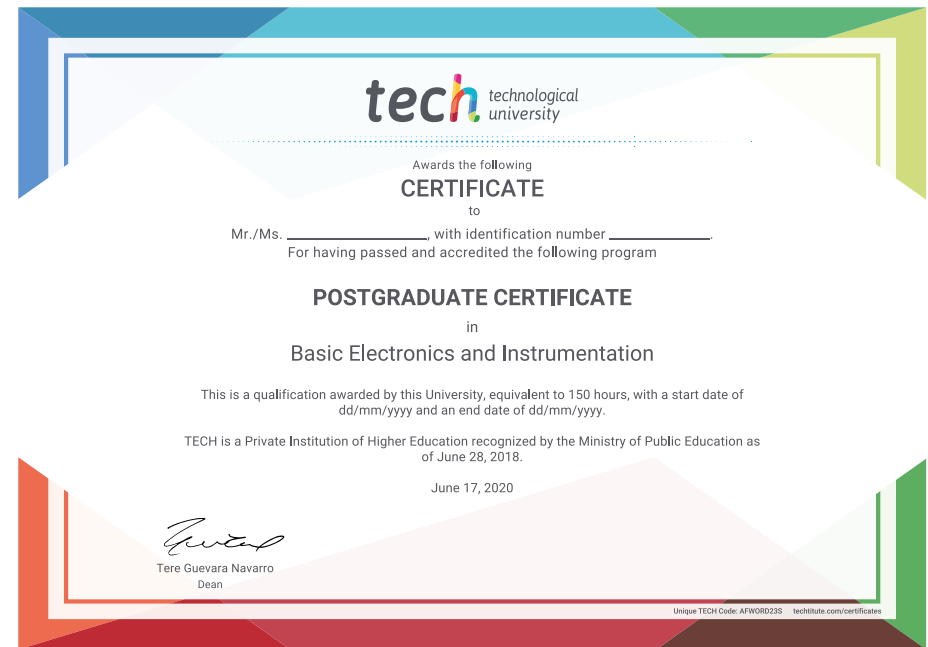 tech technological
university
Awards the following
CERTIFICATE
to
Mr./Ms. ____________________, with identification number ______________.
For having passed and accredited the following program
POSTGRADUATE CERTIFICATE
in
Basic Electronics and Instrumentation
This is a qualification awarded by this University, equivalent to 150 hours, with a start date of
dd/mm/yyyy and an end date of dd/mm/yyyy.
TECH is a Private Institution of Higher Education recognized by the Ministry of Public Education as
of June 28, 2018.
June 17, 2020
Tere Guevara Navarro
Dean
Unique TECH Code: AFWORD23S techtitute.com/certificates